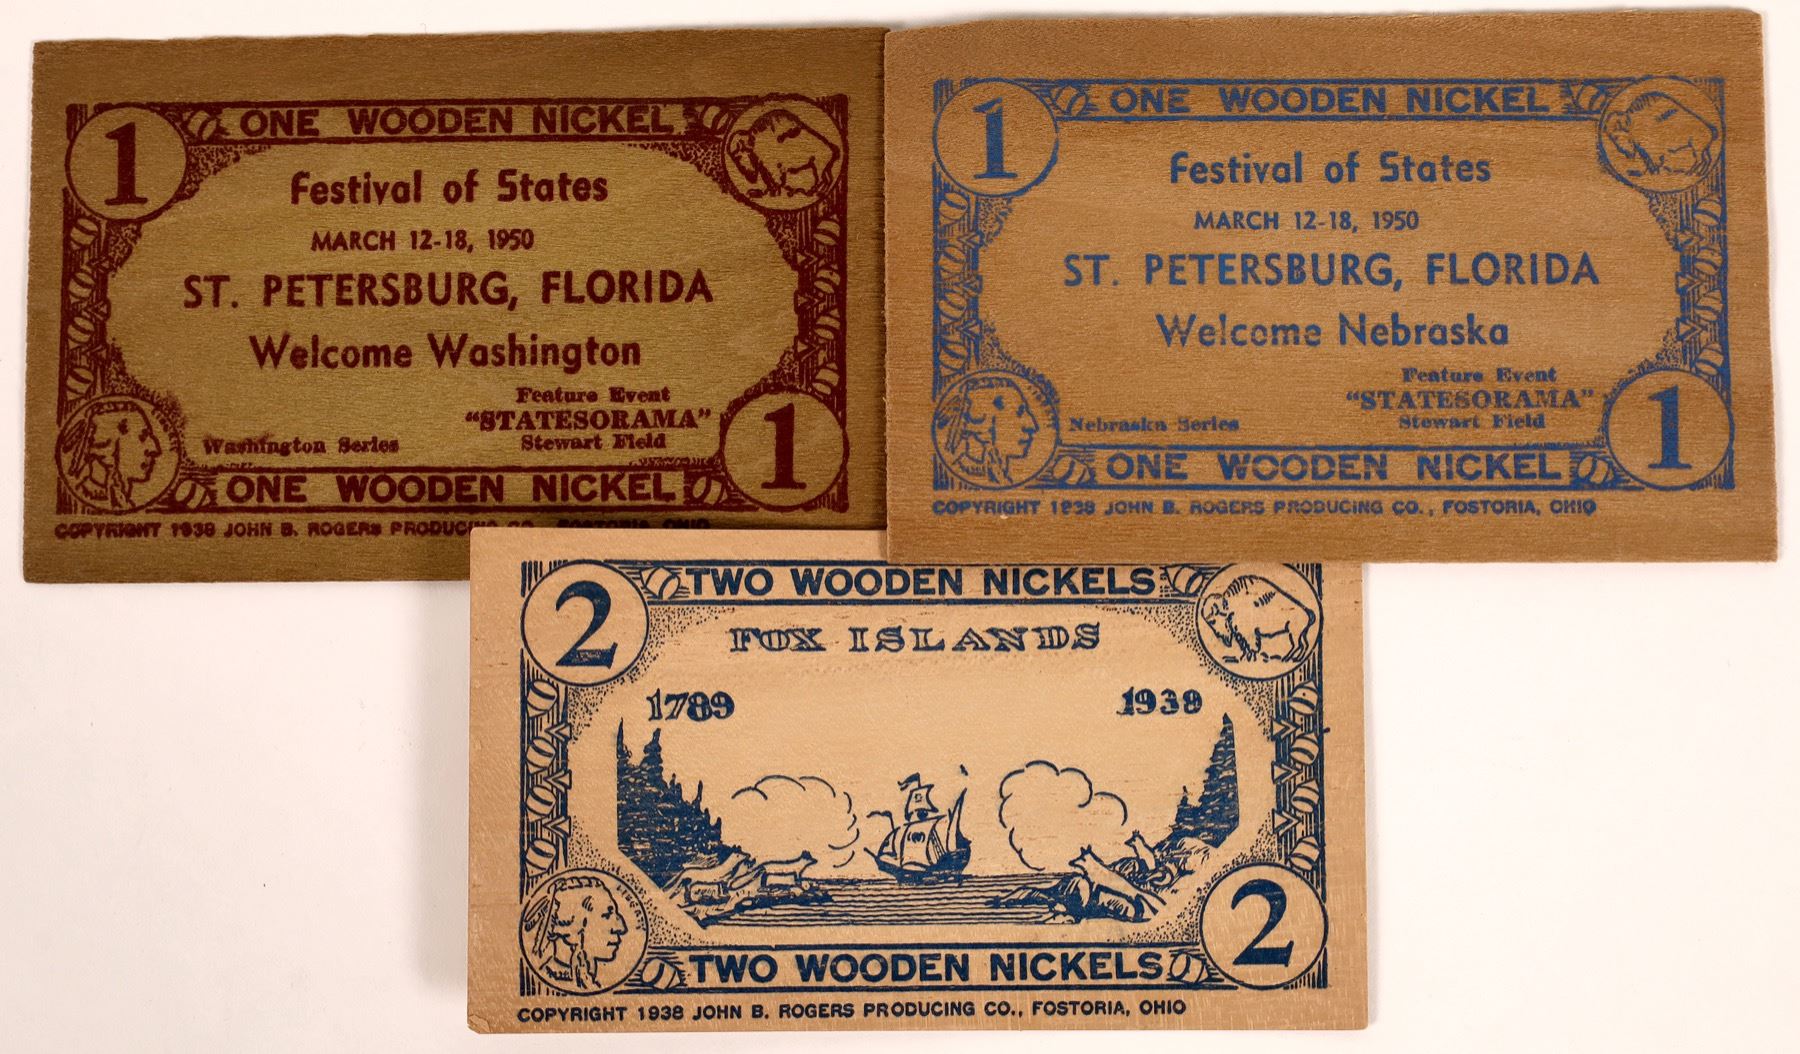 1 ONE WOODEN NICKEL
Festival of States
MARCH 12-18, 1950
ST. PETERSBURG, FLORIDA
Welcome Washington
Feature Event
"STATESORAMA"
Washington Series Stewart Field
ONE WOODEN NICKEL 1
COPYRIGHT 1938 JOHN B. ROGERS PRODUCING CO., FOSTORIA, OHIO
1 ONE WOODEN NICKEL
Festival of States
MARCH 12-18, 1950
ST. PETERSBURG, FLORIDA
Welcome Nebraska
Feature Event
"STATESORAMA"
Nebraska Series Stewart Field
ONE WOODEN NICKEL 1
COPYRIGHT 1938 JOHN B. ROGERS PRODUCING CO., FOSTORIA, OHIO
2 TWO WOODEN NICKELS
FOX ISLANDS
1789 1938
LIBERTY
TWO WOODEN NICKELS 2
COPYRIGHT 1938 JOHN B. ROGERS PRODUCING CO., FOSTORIA, OHIO